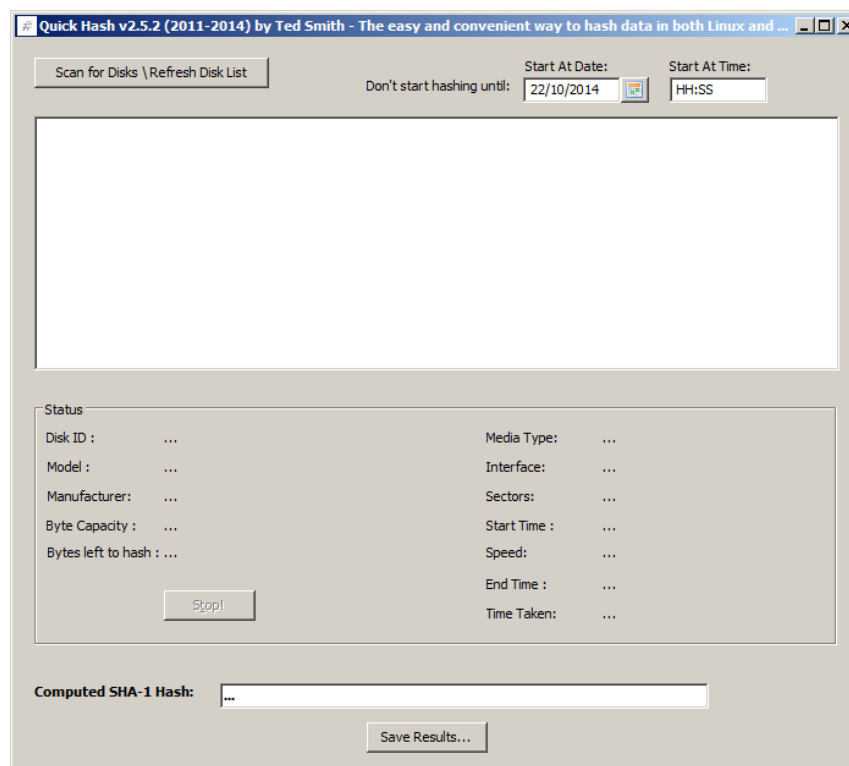 Quick Hash v2.5.2 (2011-2014) by Ted Smith - The easy and convenient way to hash data in both Linux and ...
Scan for Disks \ Refresh Disk List
Don't start hashing until:
Start At Date:
22/10/2014
Start At Time:
HH:SS
Status
Disk ID : ...
Model : ...
Manufacturer: ...
Byte Capacity : ...
Bytes left to hash : ...
Stop!
Media Type: ...
Interface: ...
Sectors: ...
Start Time : ...
Speed: ...
End Time : ...
Time Taken: ...
Computed SHA-1 Hash: ...
Save Results...